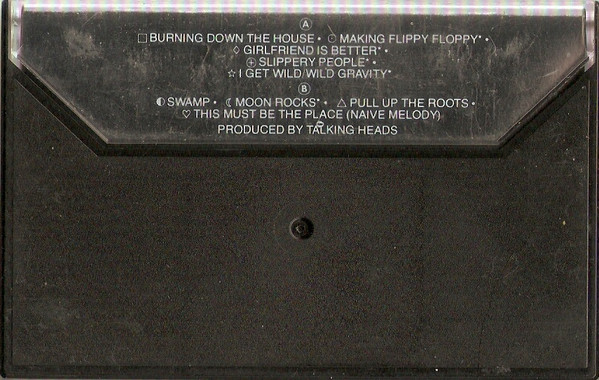 Ⓐ
□ BURNING DOWN THE HOUSE • ⊙ MAKING FLIPPY FLOPPY* •
◊ GIRLFRIEND IS BETTER* •
⊕ SLIPPERY PEOPLE* •
☆ I GET WILD/WILD GRAVITY*
Ⓑ
◐ SWAMP • ☾ MOON ROCKS* • △ PULL UP THE ROOTS •
♡ THIS MUST BE THE PLACE (NAIVE MELODY)
PRODUCED BY TALKING HEADS